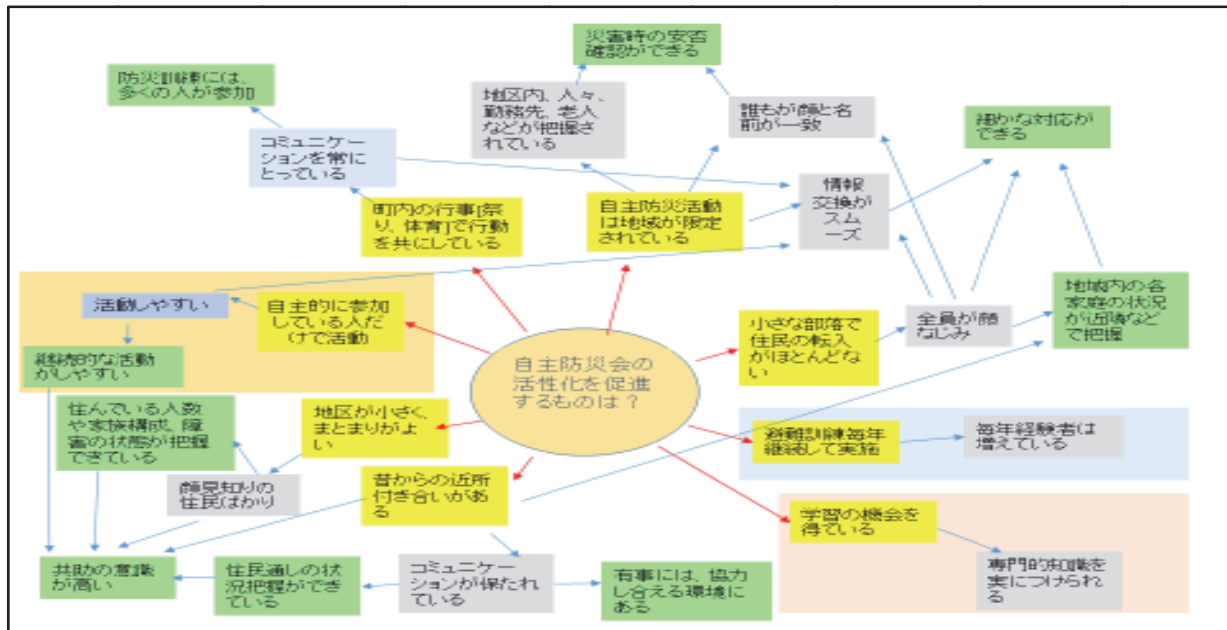 災害時の安否
確認ができる
防災訓練には、
多くの人が参加
地区内、人々、
勤務先、老人
などが把握さ
れている
誰もが顔と名
前が一致
細かな対応が
できる
コミュニケー
ションを常に
とっている
情報
交換が
スム
ーズ
町内の行事[祭
り、体育]で行動
を共にしている
自主防災活動
は地域が限定
されている
活動しやすい
自主的に参加
している人だ
けで活動
継続的な活動
がしやすい
小さな部落で
住民の転入
がほとんどな
い
全員が顔
なじみ
地域内の各
家庭の状況
が近隣など
で把握
自主防災会の
活性化を促進
するものは?
住んでいる人数
や家族構成、障
害の状態が把握
できている
地区が小さく、
まとまりがよ
い
避難訓練毎年
継続して実施
毎年経験者は
増えている
顔見知りの
住民ばかり
昔からの近所
付き合いがあ
る
学習の機会を
得ている
共助の意識
が高い
住民通しの状
況把握ができ
ている
コミュニケー
ションが保たれ
ている
有事には、協力
し合える環境に
ある
専門的知識を
実につけられ
る